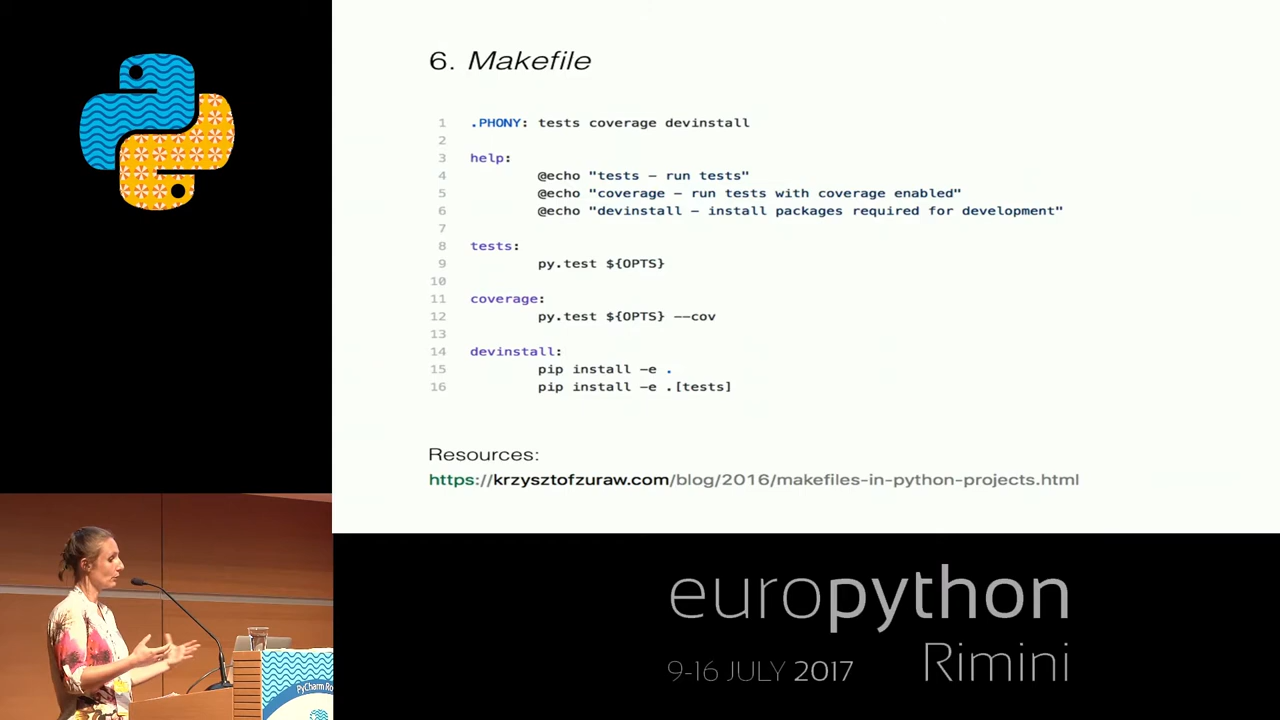 6. Makefile
1 .PHONY: tests coverage devinstall
2
3 help:
4 @echo "tests – run tests"
5 @echo "coverage – run tests with coverage enabled"
6 @echo "devinstall – install packages required for development"
7
8 tests:
9 py.test ${OPTS}
10
11 coverage:
12 py.test ${OPTS} --cov
13
14 devinstall:
15 pip install –e .
16 pip install –e .[tests]
Resources:
https://krzysztofzuraw.com/blog/2016/makefiles-in-python-projects.html
europython
9-16 JULY 2017 Rimini
PyCharm